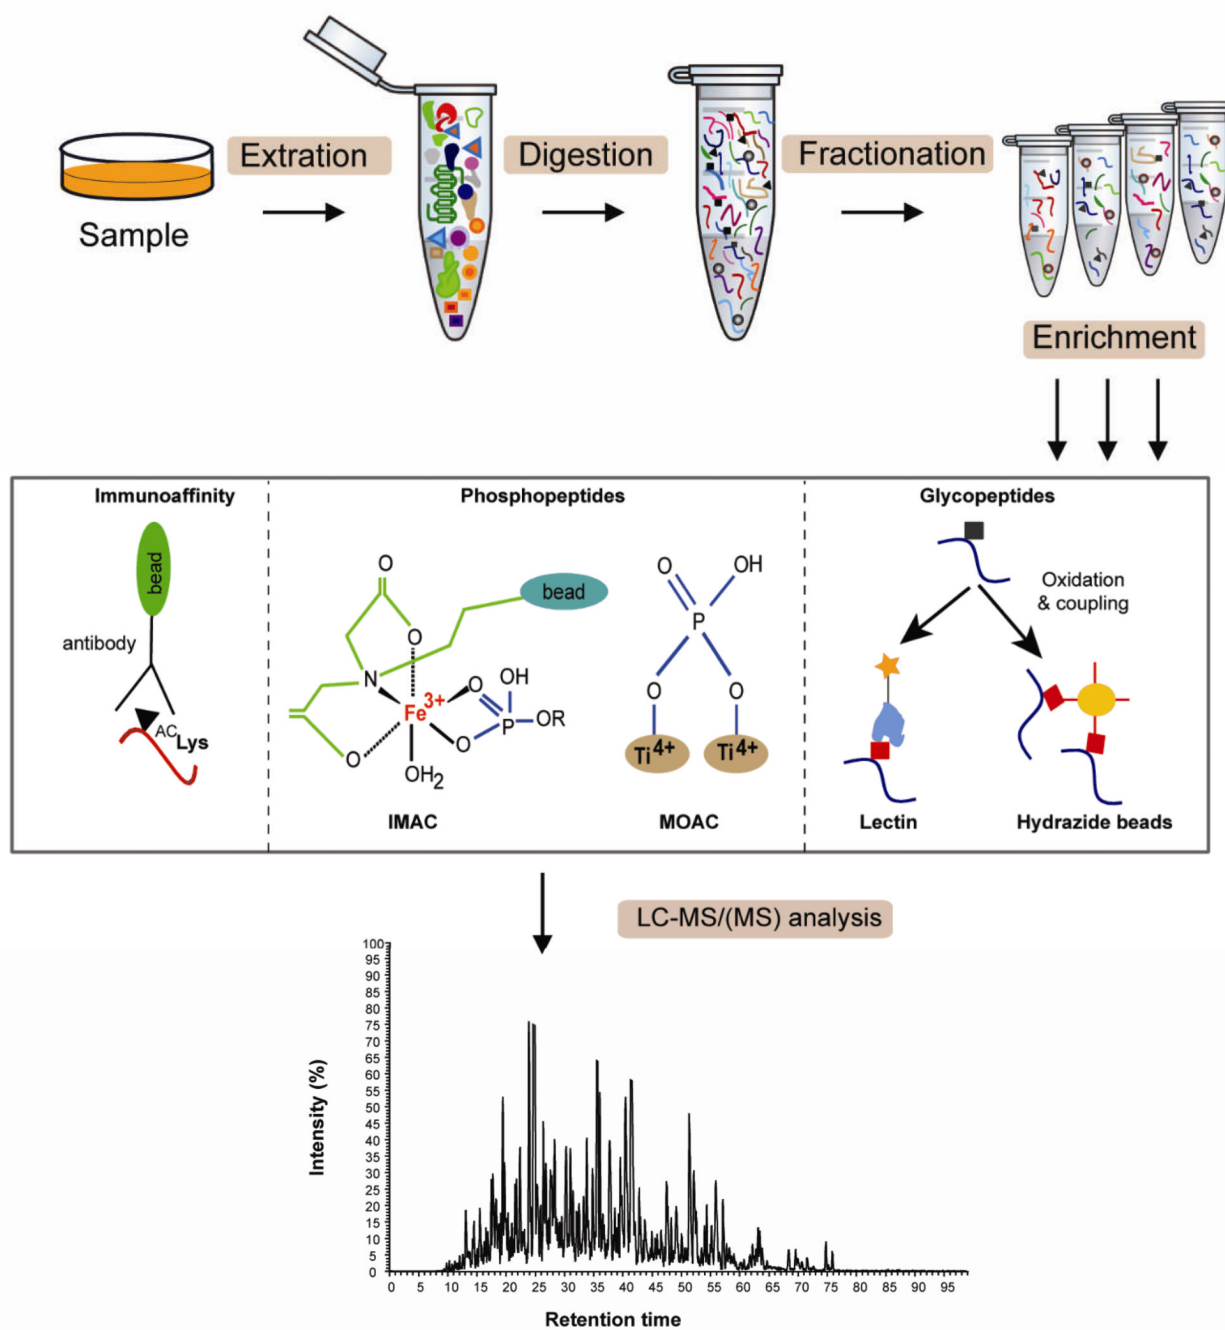 Extration
Digestion
Fractionation
Sample
Enrichment
Immunoaffinity
Phosphopeptides
Glycopeptides
bead
antibody
AC Lys
O
O
N
bead
Fe3+
O
OH
P
OR
O
O
OH2
IMAC
O
OH
P
O
O
Ti4+
Ti4+
MOAC
Oxidation
& coupling
Lectin
Hydrazide beads
LC-MS/(MS) analysis
Intensity (%)
100
95
90
85
80
75
70
65
60
55
50
45
40
35
30
25
20
15
10
5
0
0 5 10 15 20 25 30 35 40 45 50 55 60 65 70 75 80 85 90 95
Retention time